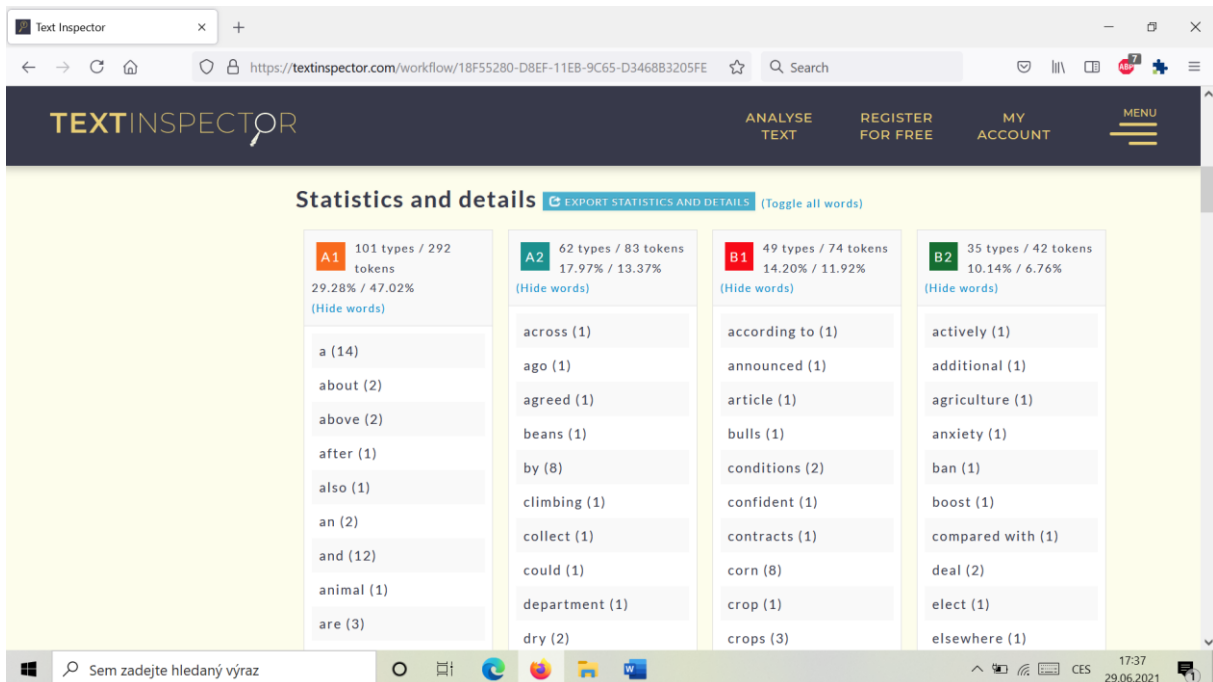 Text Inspector
https://textinspector.com/workflow/18F55280-D8EF-11EB-9C65-D3468B3205FE
Search
ABP 7
TEXTINSPECTOR
ANALYSE
TEXT
REGISTER
FOR FREE
MY
ACCOUNT
MENU
Statistics and details EXPORT STATISTICS AND DETAILS (Toggle all words)
A1 101 types / 292
tokens
29.28% / 47.02%
(Hide words)
a (14)
about (2)
above (2)
after (1)
also (1)
an (2)
and (12)
animal (1)
are (3)
A2 62 types / 83 tokens
17.97% / 13.37%
(Hide words)
across (1)
ago (1)
agreed (1)
beans (1)
by (8)
climbing (1)
collect (1)
could (1)
department (1)
dry (2)
B1 49 types / 74 tokens
14.20% / 11.92%
(Hide words)
according to (1)
announced (1)
article (1)
bulls (1)
conditions (2)
confident (1)
contracts (1)
corn (8)
crop (1)
crops (3)
B2 35 types / 42 tokens
10.14% / 6.76%
(Hide words)
actively (1)
additional (1)
agriculture (1)
anxiety (1)
ban (1)
boost (1)
compared with (1)
deal (2)
elect (1)
elsewhere (1)
Sem zadejte hledaný výraz
W
CES
17:37
29.06.2021
1